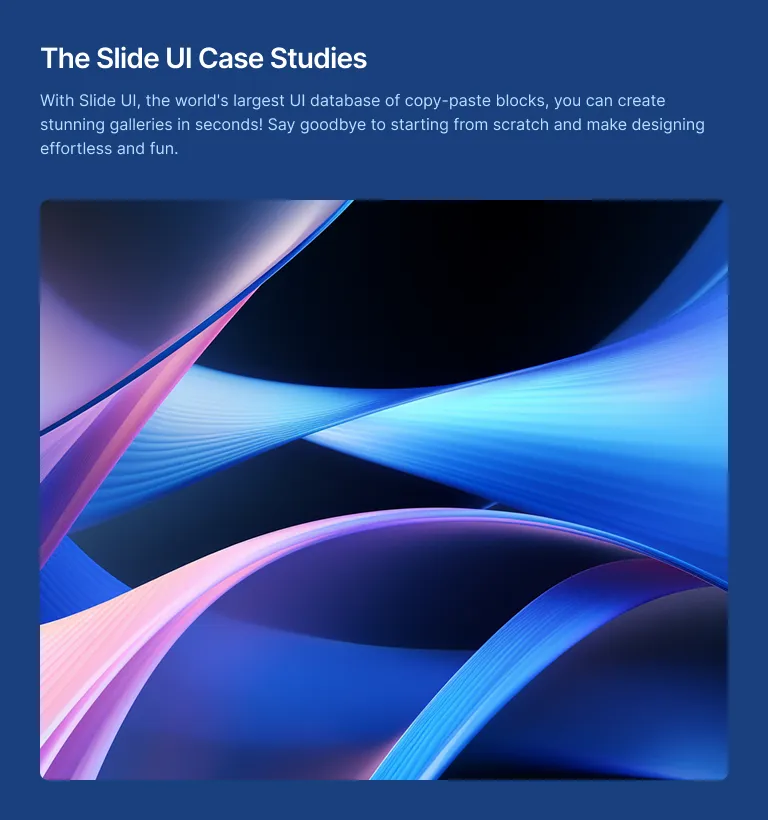 The Slide UI Case Studies
With Slide UI, the world's largest UI database of copy-paste blocks, you can create
stunning galleries in seconds! Say goodbye to starting from scratch and make designing
effortless and fun.